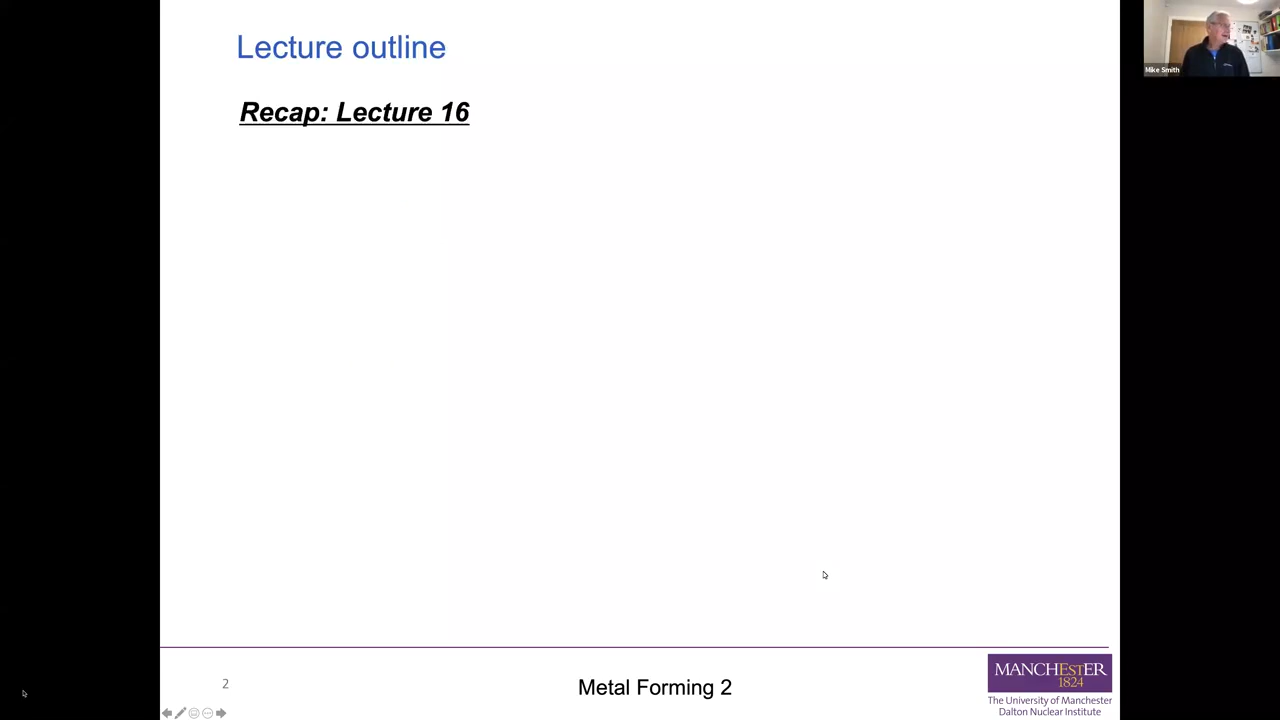 Lecture outline
Mike Smith
Recap: Lecture 16
2
Metal Forming 2
MANCHESTER
1824
The University of Manchester
Dalton Nuclear Institute